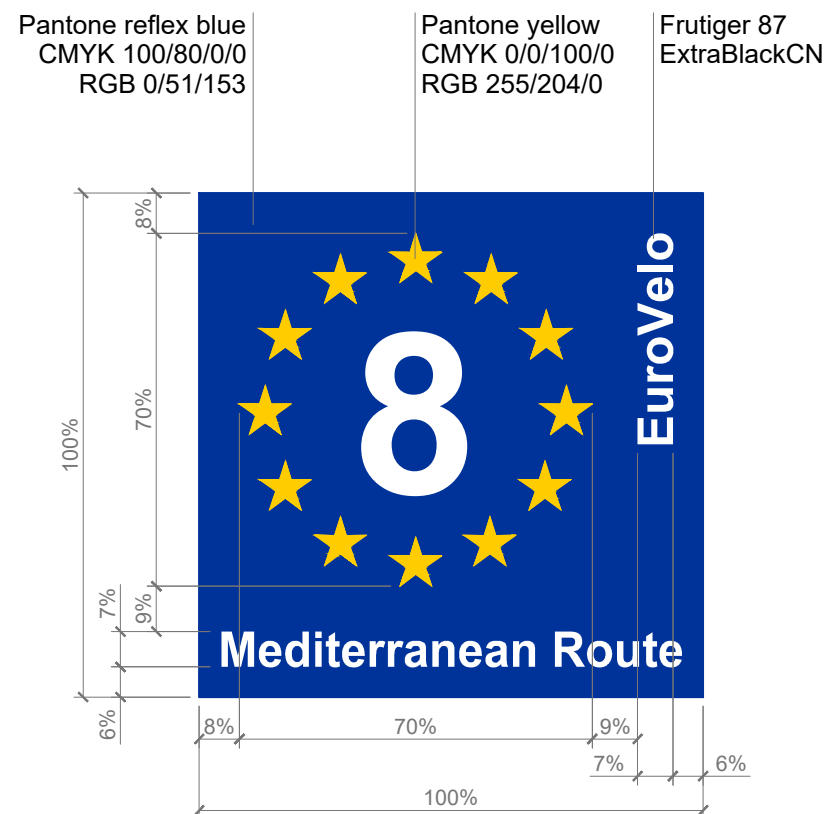 Pantone reflex blue
CMYK 100/80/0/0
RGB 0/51/153
Pantone yellow
CMYK 0/0/100/0
RGB 255/204/0
Frutiger 87
ExtraBlackCN
8%
70%
100%
9%
7%
6%
8
EuroVelo
Mediterranean Route
8%
70%
9%
7%
6%
100%